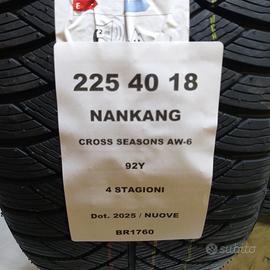 225 40 18
NANKANG
CROSS SEASONS AW-6
92Y
4 STAGIONI
Dot. 2025 / NUOVE
BR1760
subito